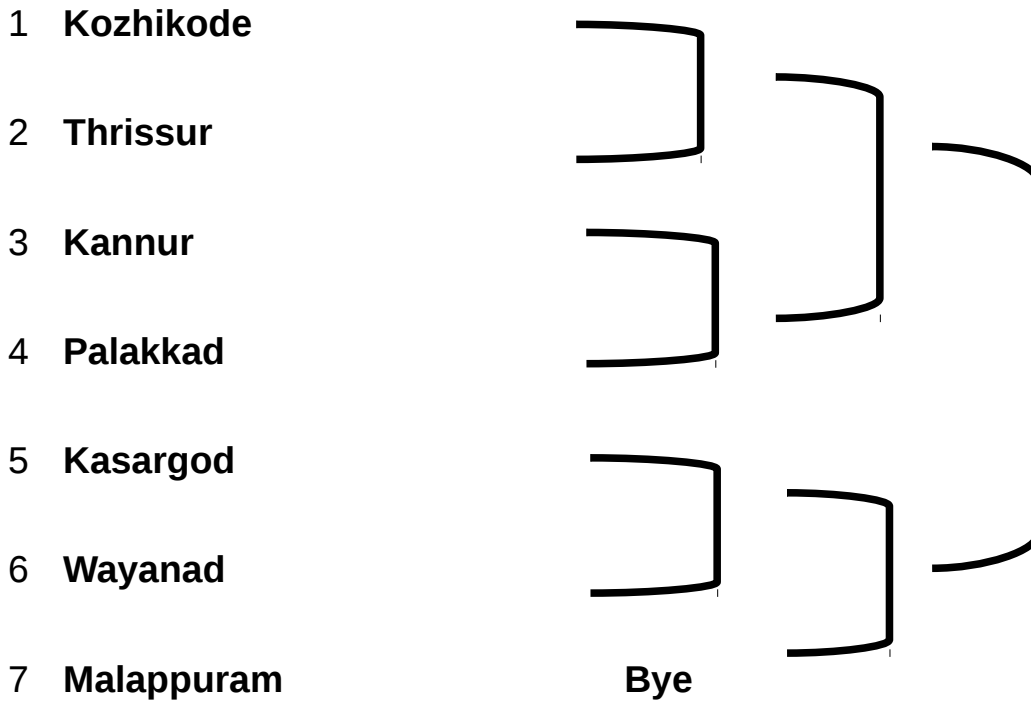 1 Kozhikode
2 Thrissur
3 Kannur
4 Palakkad
5 Kasargod
6 Wayanad
7 Malappuram Bye